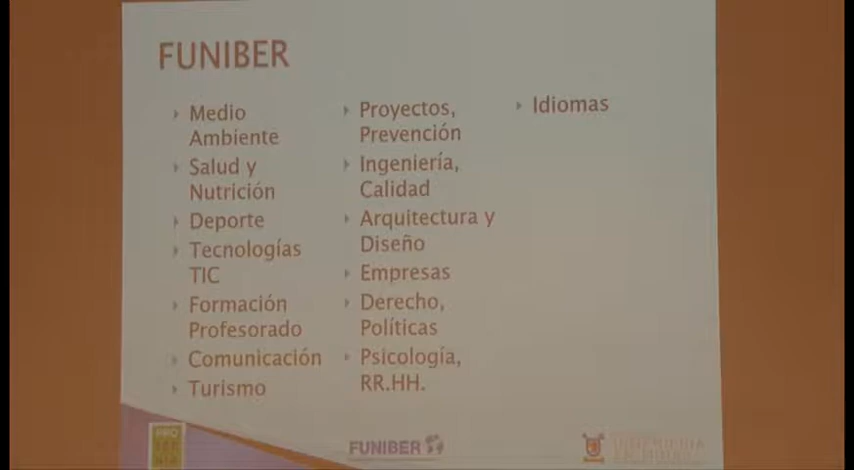 FUNIBER
Medio
Ambiente
Salud y
Nutrición
Deporte
Tecnologías
TIC
Formación
Profesorado
Comunicación
Turismo
Proyectos,
Prevención
Ingeniería,
Calidad
Arquitectura y
Diseño
Empresas
Derecho,
Políticas
Psicología,
RR.HH.
Idiomas
FUNIBER